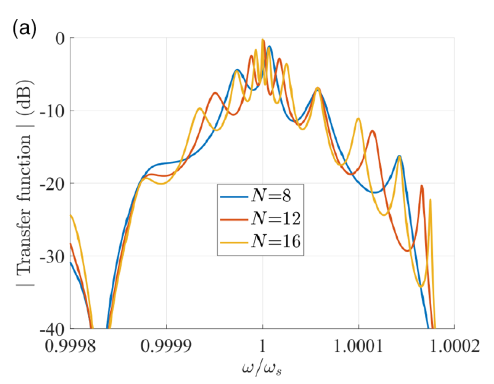 (a)
0
-10
-20
-30
-40
| Transfer function | (dB)
N=8
N=12
N=16
0.9998 0.9999 1 1.0001 1.0002
ω/ωₛ